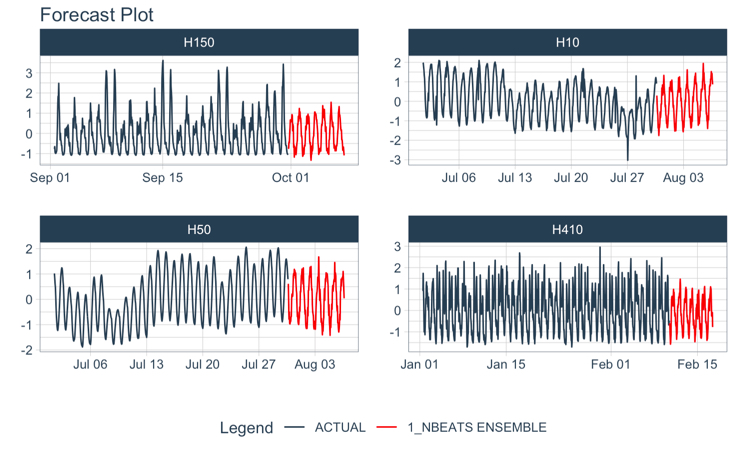 Forecast Plot
H150
3
2
1
0
-1
Sep 01 Sep 15 Oct 01
H10
2
1
0
-1
-2
-3
Jul 06 Jul 13 Jul 20 Jul 27 Aug 03
H50
2
1
0
-1
-2
Jul 06 Jul 13 Jul 20 Jul 27 Aug 03
H410
3
2
1
0
-1
Jan 01 Jan 15 Feb 01 Feb 15
Legend ACTUAL 1_NBEATS ENSEMBLE